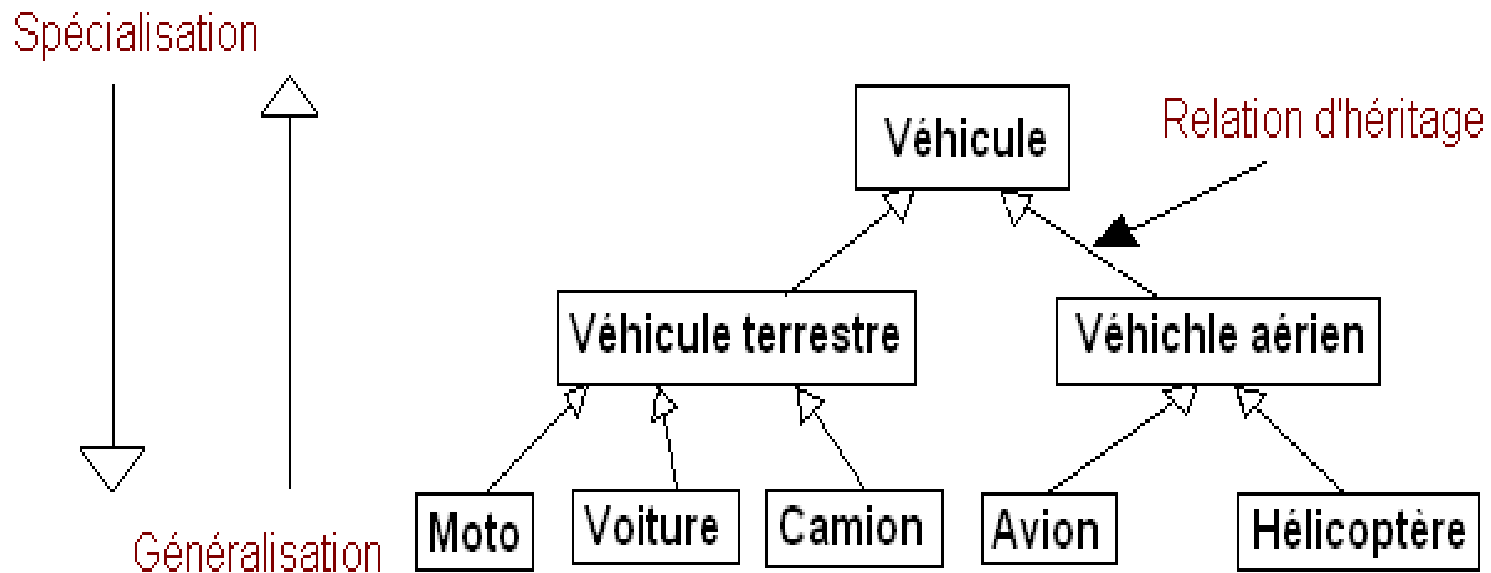 Spécialisation
Véhicule
Relation d'héritage
Véhicule terrestre
Véhichle aérien
Moto
Voiture
Camion
Avion
Hélicoptère
Généralisation